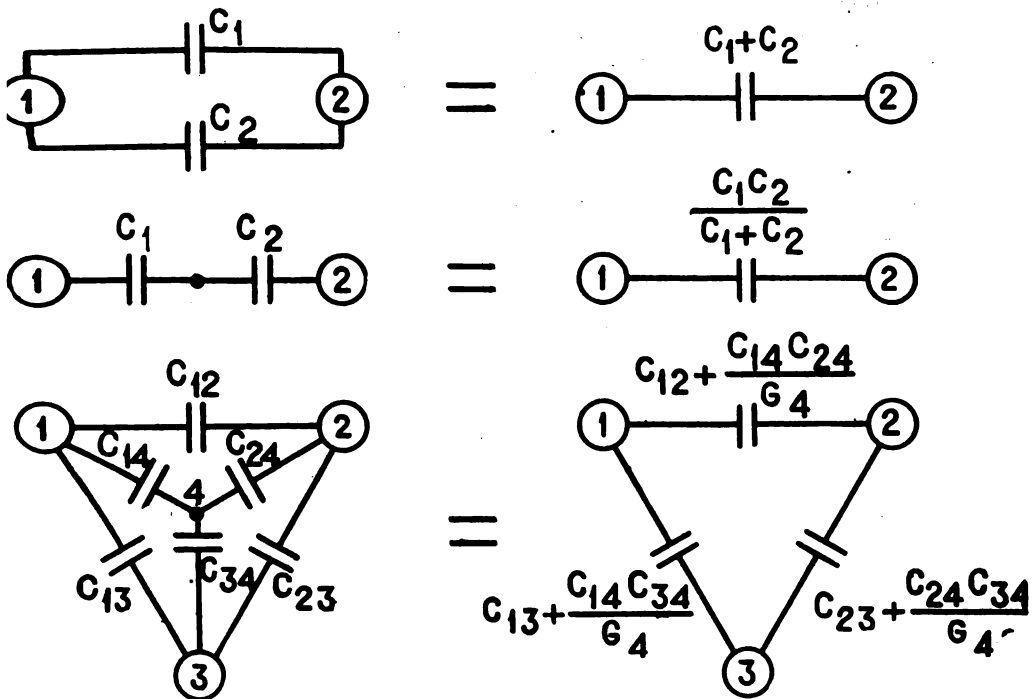 C₁
C₁+C₂
1 2 = 1 2
C₂
C₁C₂
C₁ C₂ C₁+C₂
1 2 = 1 2
C₁₂ C₁₂+ C₁₄C₂₄
G₄
1 2 1 2
C₁₄ C₂₄
4
=
C₁₃ C₃₄ C₂₃
C₁₃+ C₁₄C₃₄ C₂₃+ C₂₄C₃₄
G₄ G₄
3 3